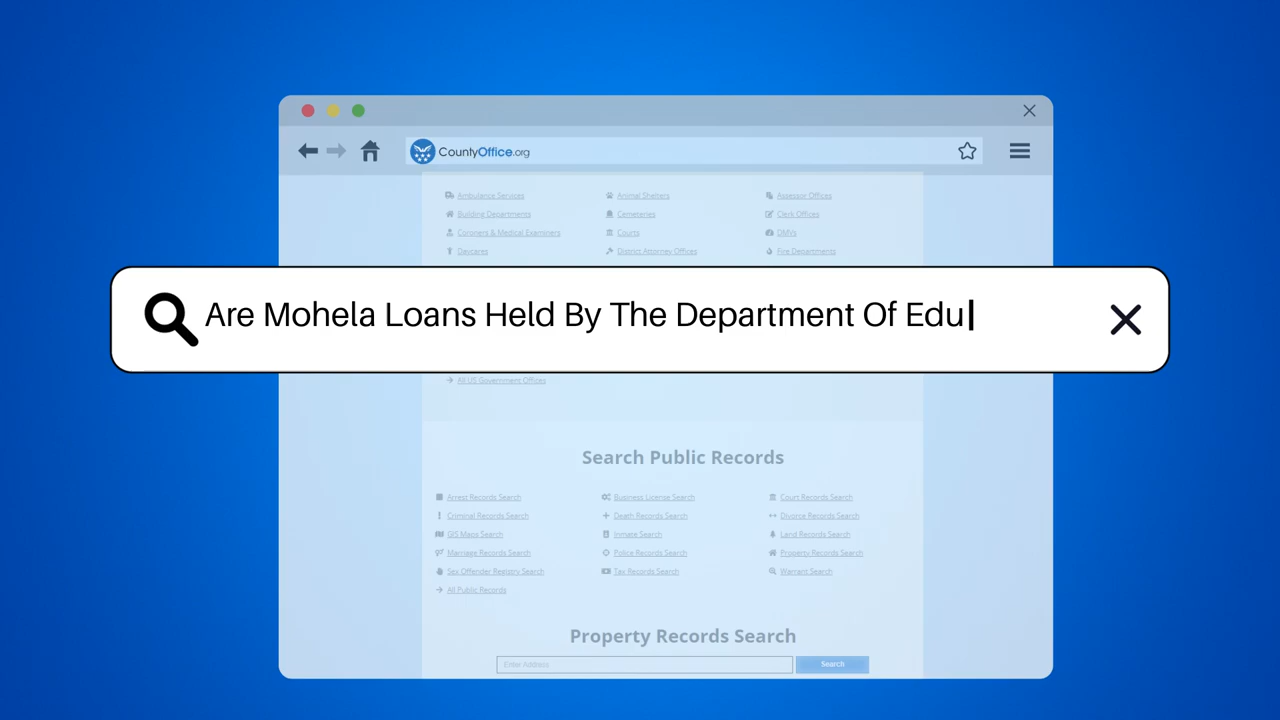 CountyOffice.org
Ambulance Services
Animal Shelters
Assessor Offices
Building Departments
Cemeteries
Clerk Offices
Coroners & Medical Examiners
Courts
DMVs
Daycares
District Attorney Offices
Fire Departments
Are Mohela Loans Held By The Department Of Edu
All US Government Offices
Search Public Records
Arrest Records Search
Business License Search
Court Records Search
Criminal Records Search
Death Records Search
Divorce Records Search
GIS Maps Search
Inmate Search
Land Records Search
Marriage Records Search
Police Records Search
Property Records Search
Sex Offender Registry Search
Tax Records Search
Warrant Search
All Public Records
Property Records Search
Enter Address
Search